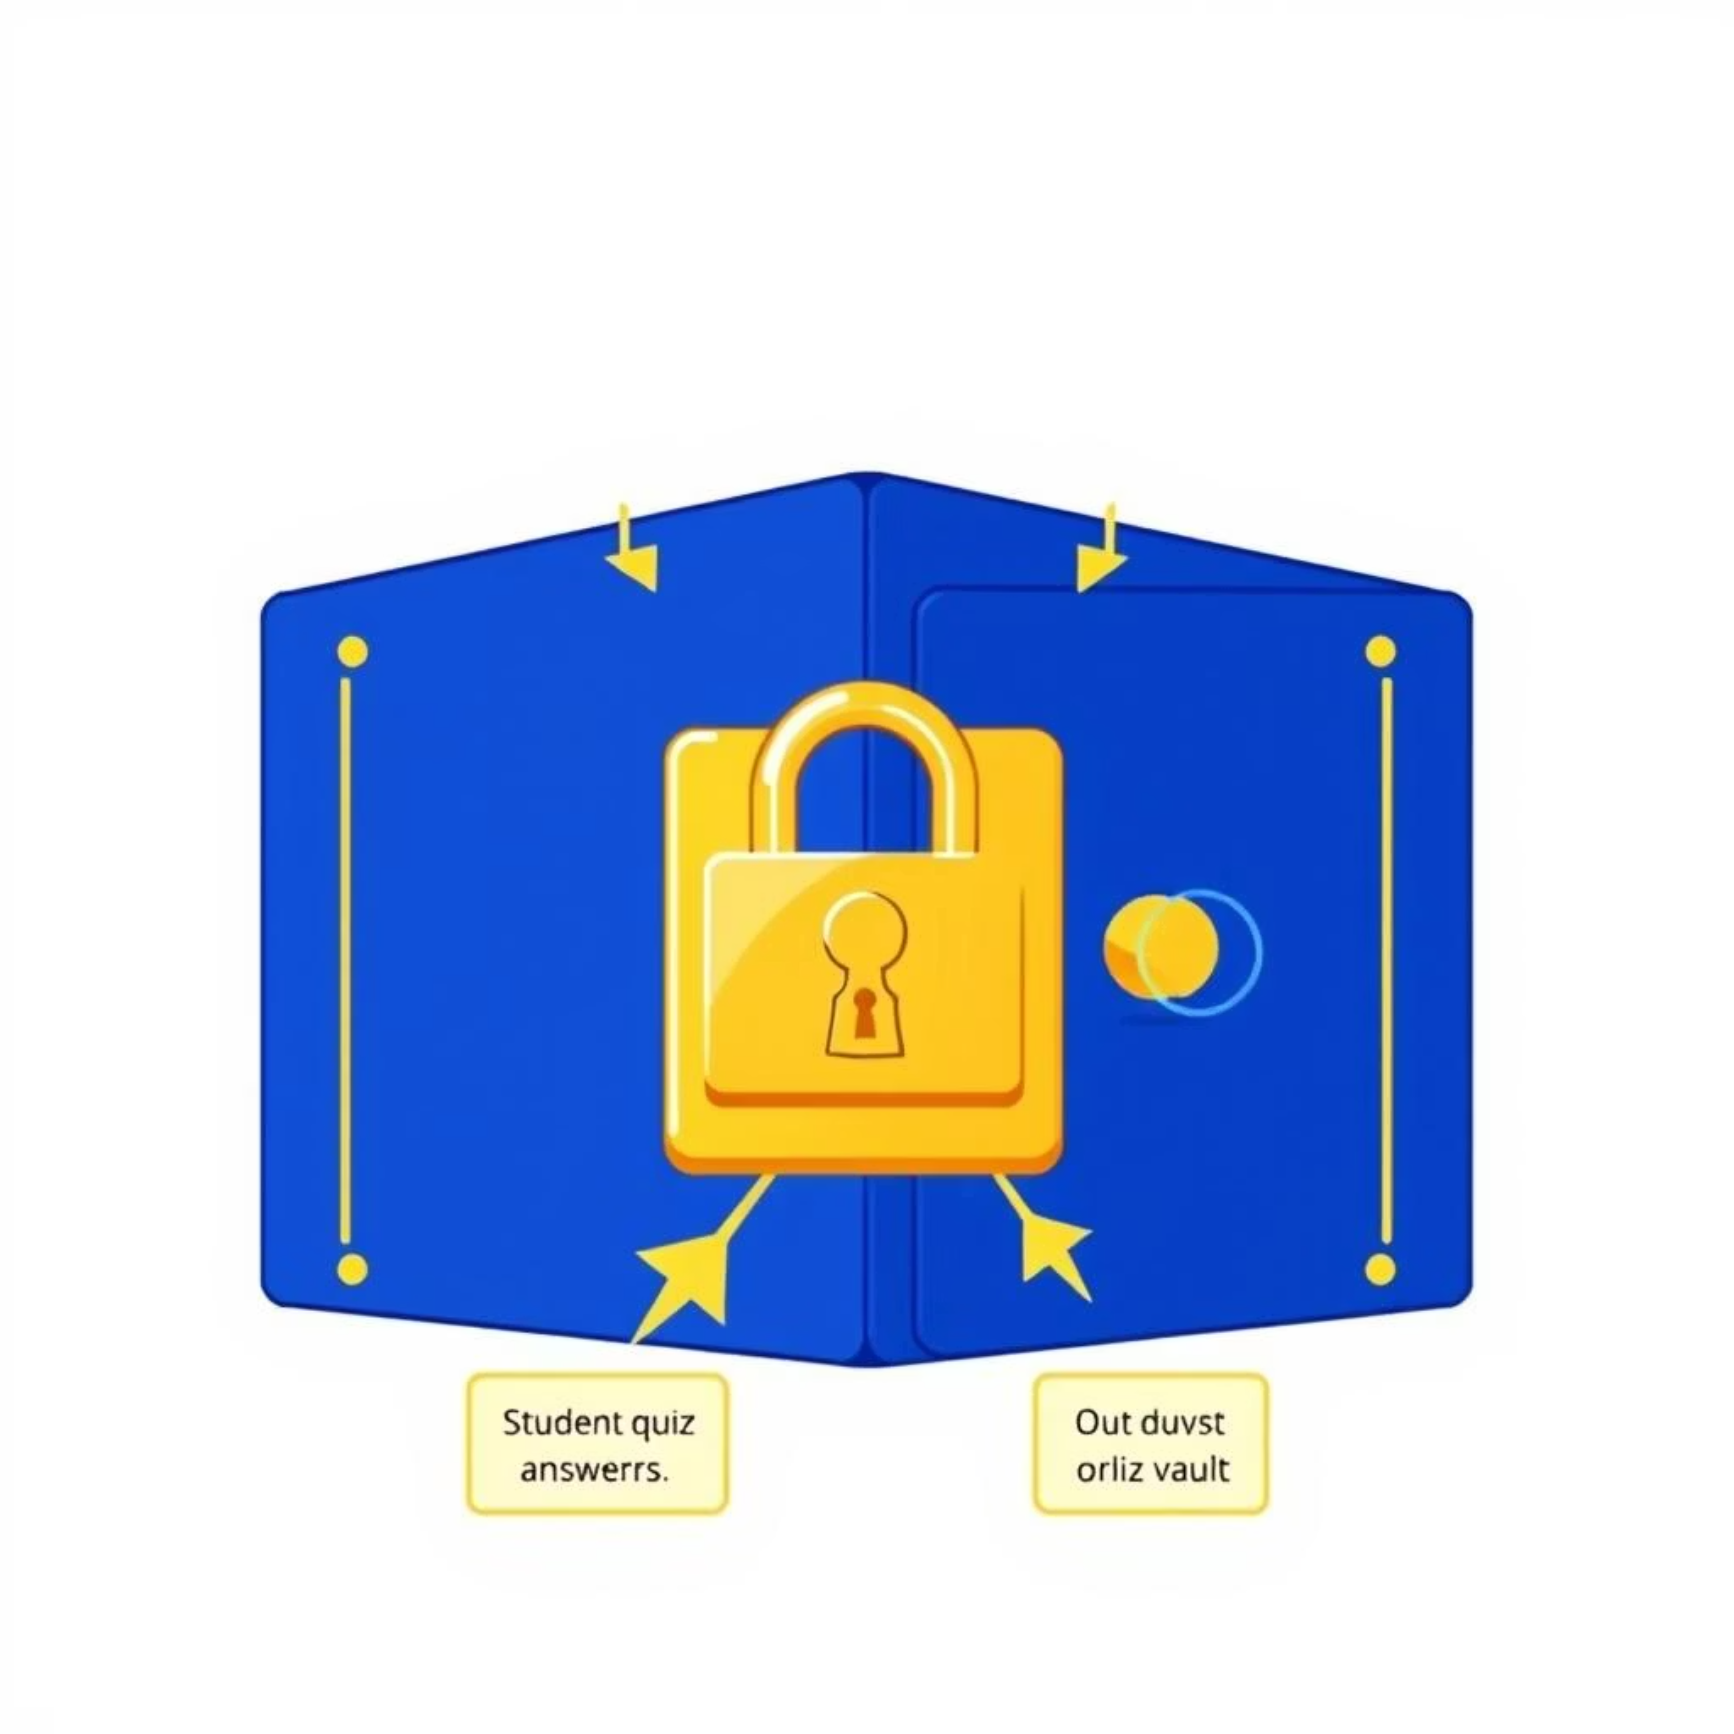 Student quiz
answerrs.
Out duvst
orliz vault